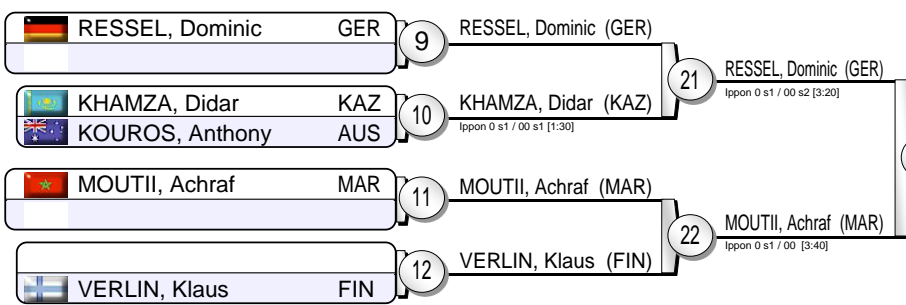 RESSEL, Dominic GER
9
RESSEL, Dominic (GER)
KHAMZA, Didar KAZ
KOUROS, Anthony AUS
10
KHAMZA, Didar (KAZ)
Ippon 0 s1 / 00 s1 [1:30]
21
RESSEL, Dominic (GER)
Ippon 0 s1 / 00 s2 [3:20]
MOUTII, Achraf MAR
11
MOUTII, Achraf (MAR)
VERLIN, Klaus FIN
12
VERLIN, Klaus (FIN)
22
MOUTII, Achraf (MAR)
Ippon 0 s1 / 00 [3:40]